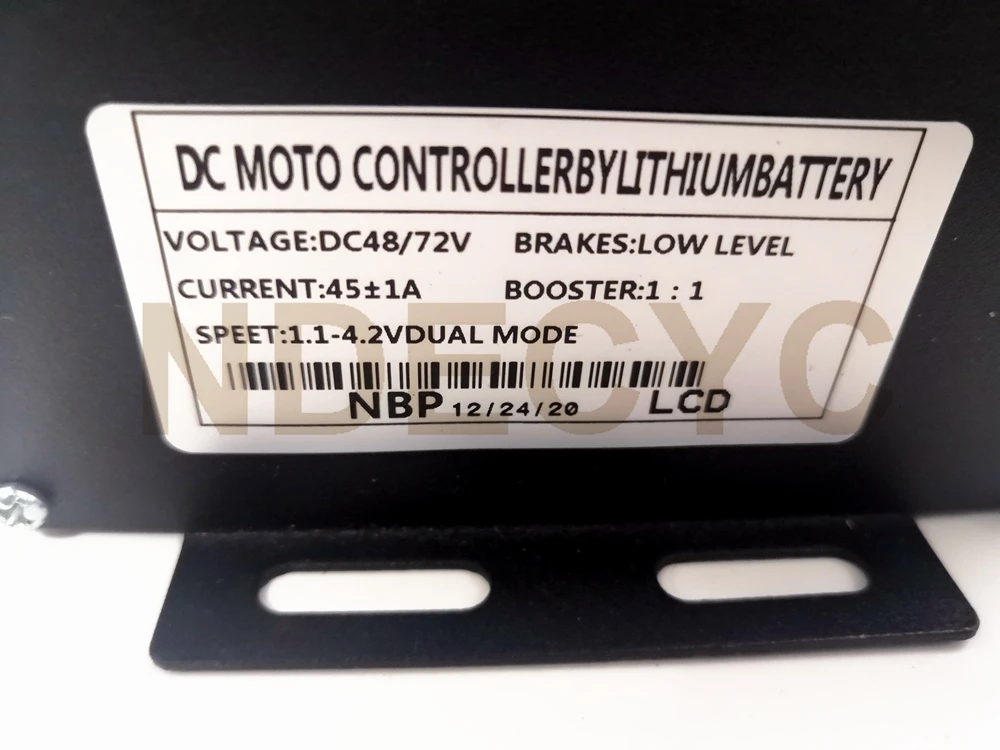 DC MOTO CONTROLLERBYLITHIUMBATTERY
VOLTAGE:DC48/72V BRAKES:LOW LEVEL
CURRENT:45±1A BOOSTER:1 : 1
SPEET:1.1-4.2VDUAL MODE
NBP 12/24/20 LCD
NDECYC